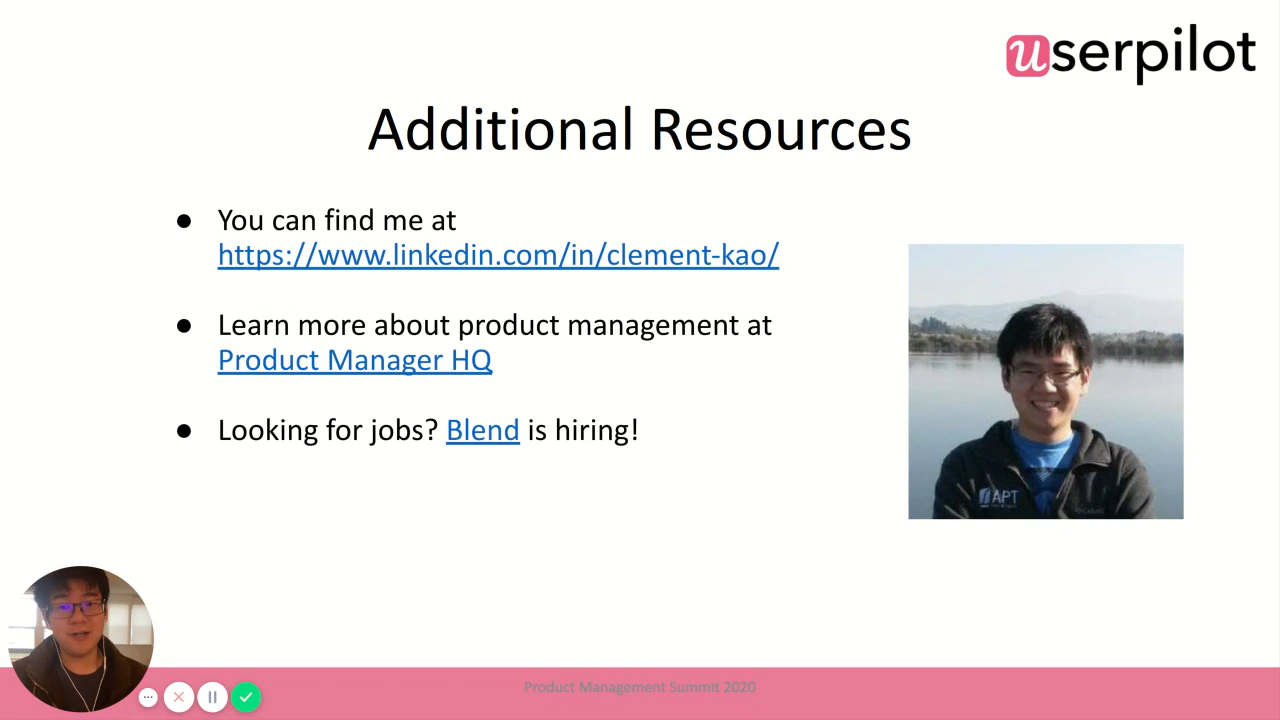 userpilot
Additional Resources
● You can find me at
https://www.linkedin.com/in/clement-kao/
● Learn more about product management at
Product Manager HQ
● Looking for jobs? Blend is hiring!
APT
Product Management Summit 2020